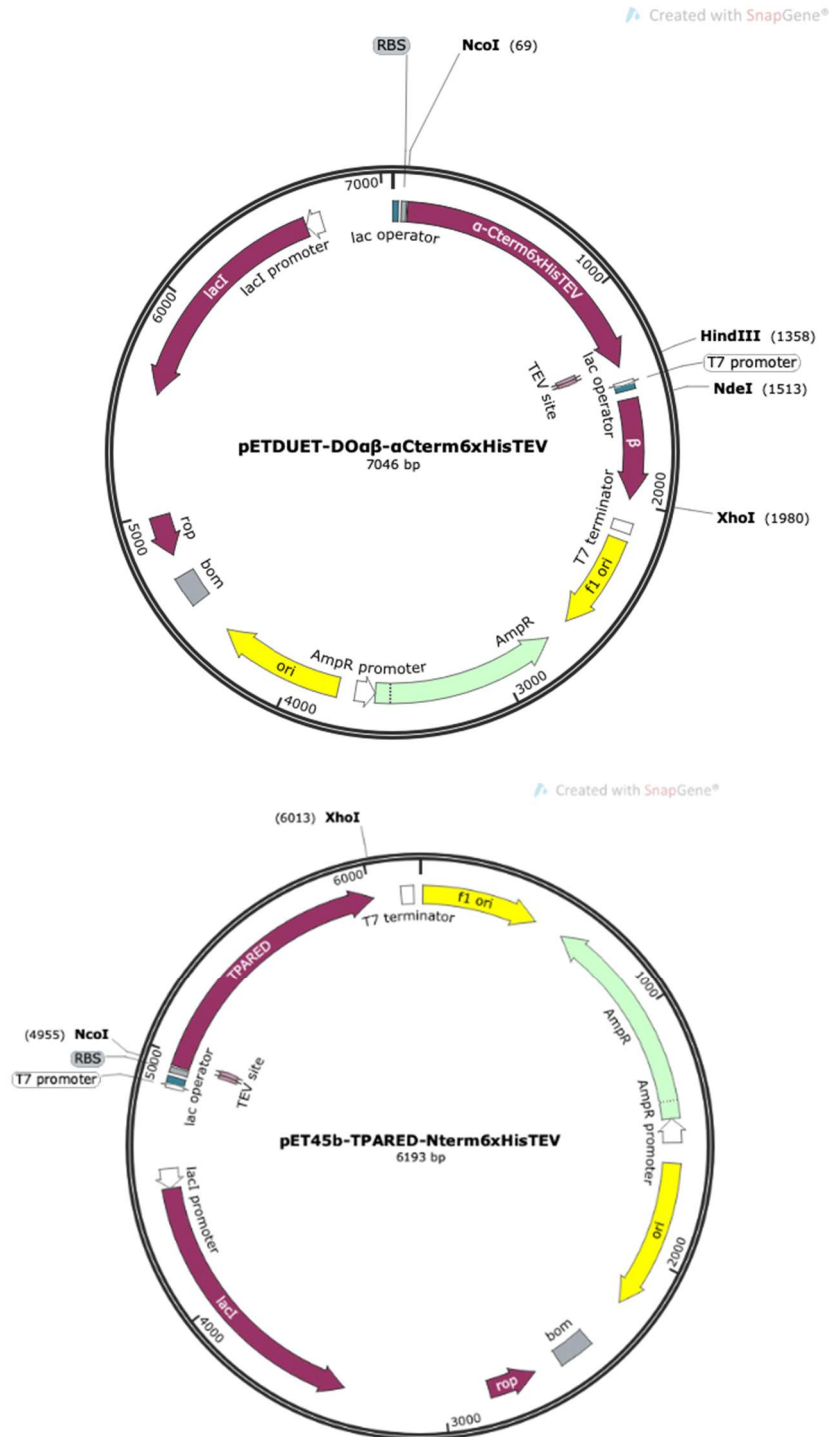 Created with SnapGene®
RBS
NcoI (69)
7000
lac operator
α-Cterm6xHisTEV
1000
lacI promoter
lacI
6000
HindIII (1358)
T7 promoter
NdeI (1513)
TEV site
lac operator
β
pETDUET-DOαβ-αCterm6xHisTEV
7046 bp
2000
XhoI (1980)
T7 terminator
f1 ori
5000
rop
bom
ori
AmpR promoter
AmpR
4000
3000
Created with SnapGene®
(6013) XhoI
6000
T7 terminator
f1 ori
TPARED
1000
AmpR
(4955) NcoI
RBS
T7 promoter
5000
lac operator
TEV site
AmpR promoter
pET45b-TPARED-Nterm6xHisTEV
6193 bp
lacI promoter
lacI
ori
2000
4000
bom
rop
3000